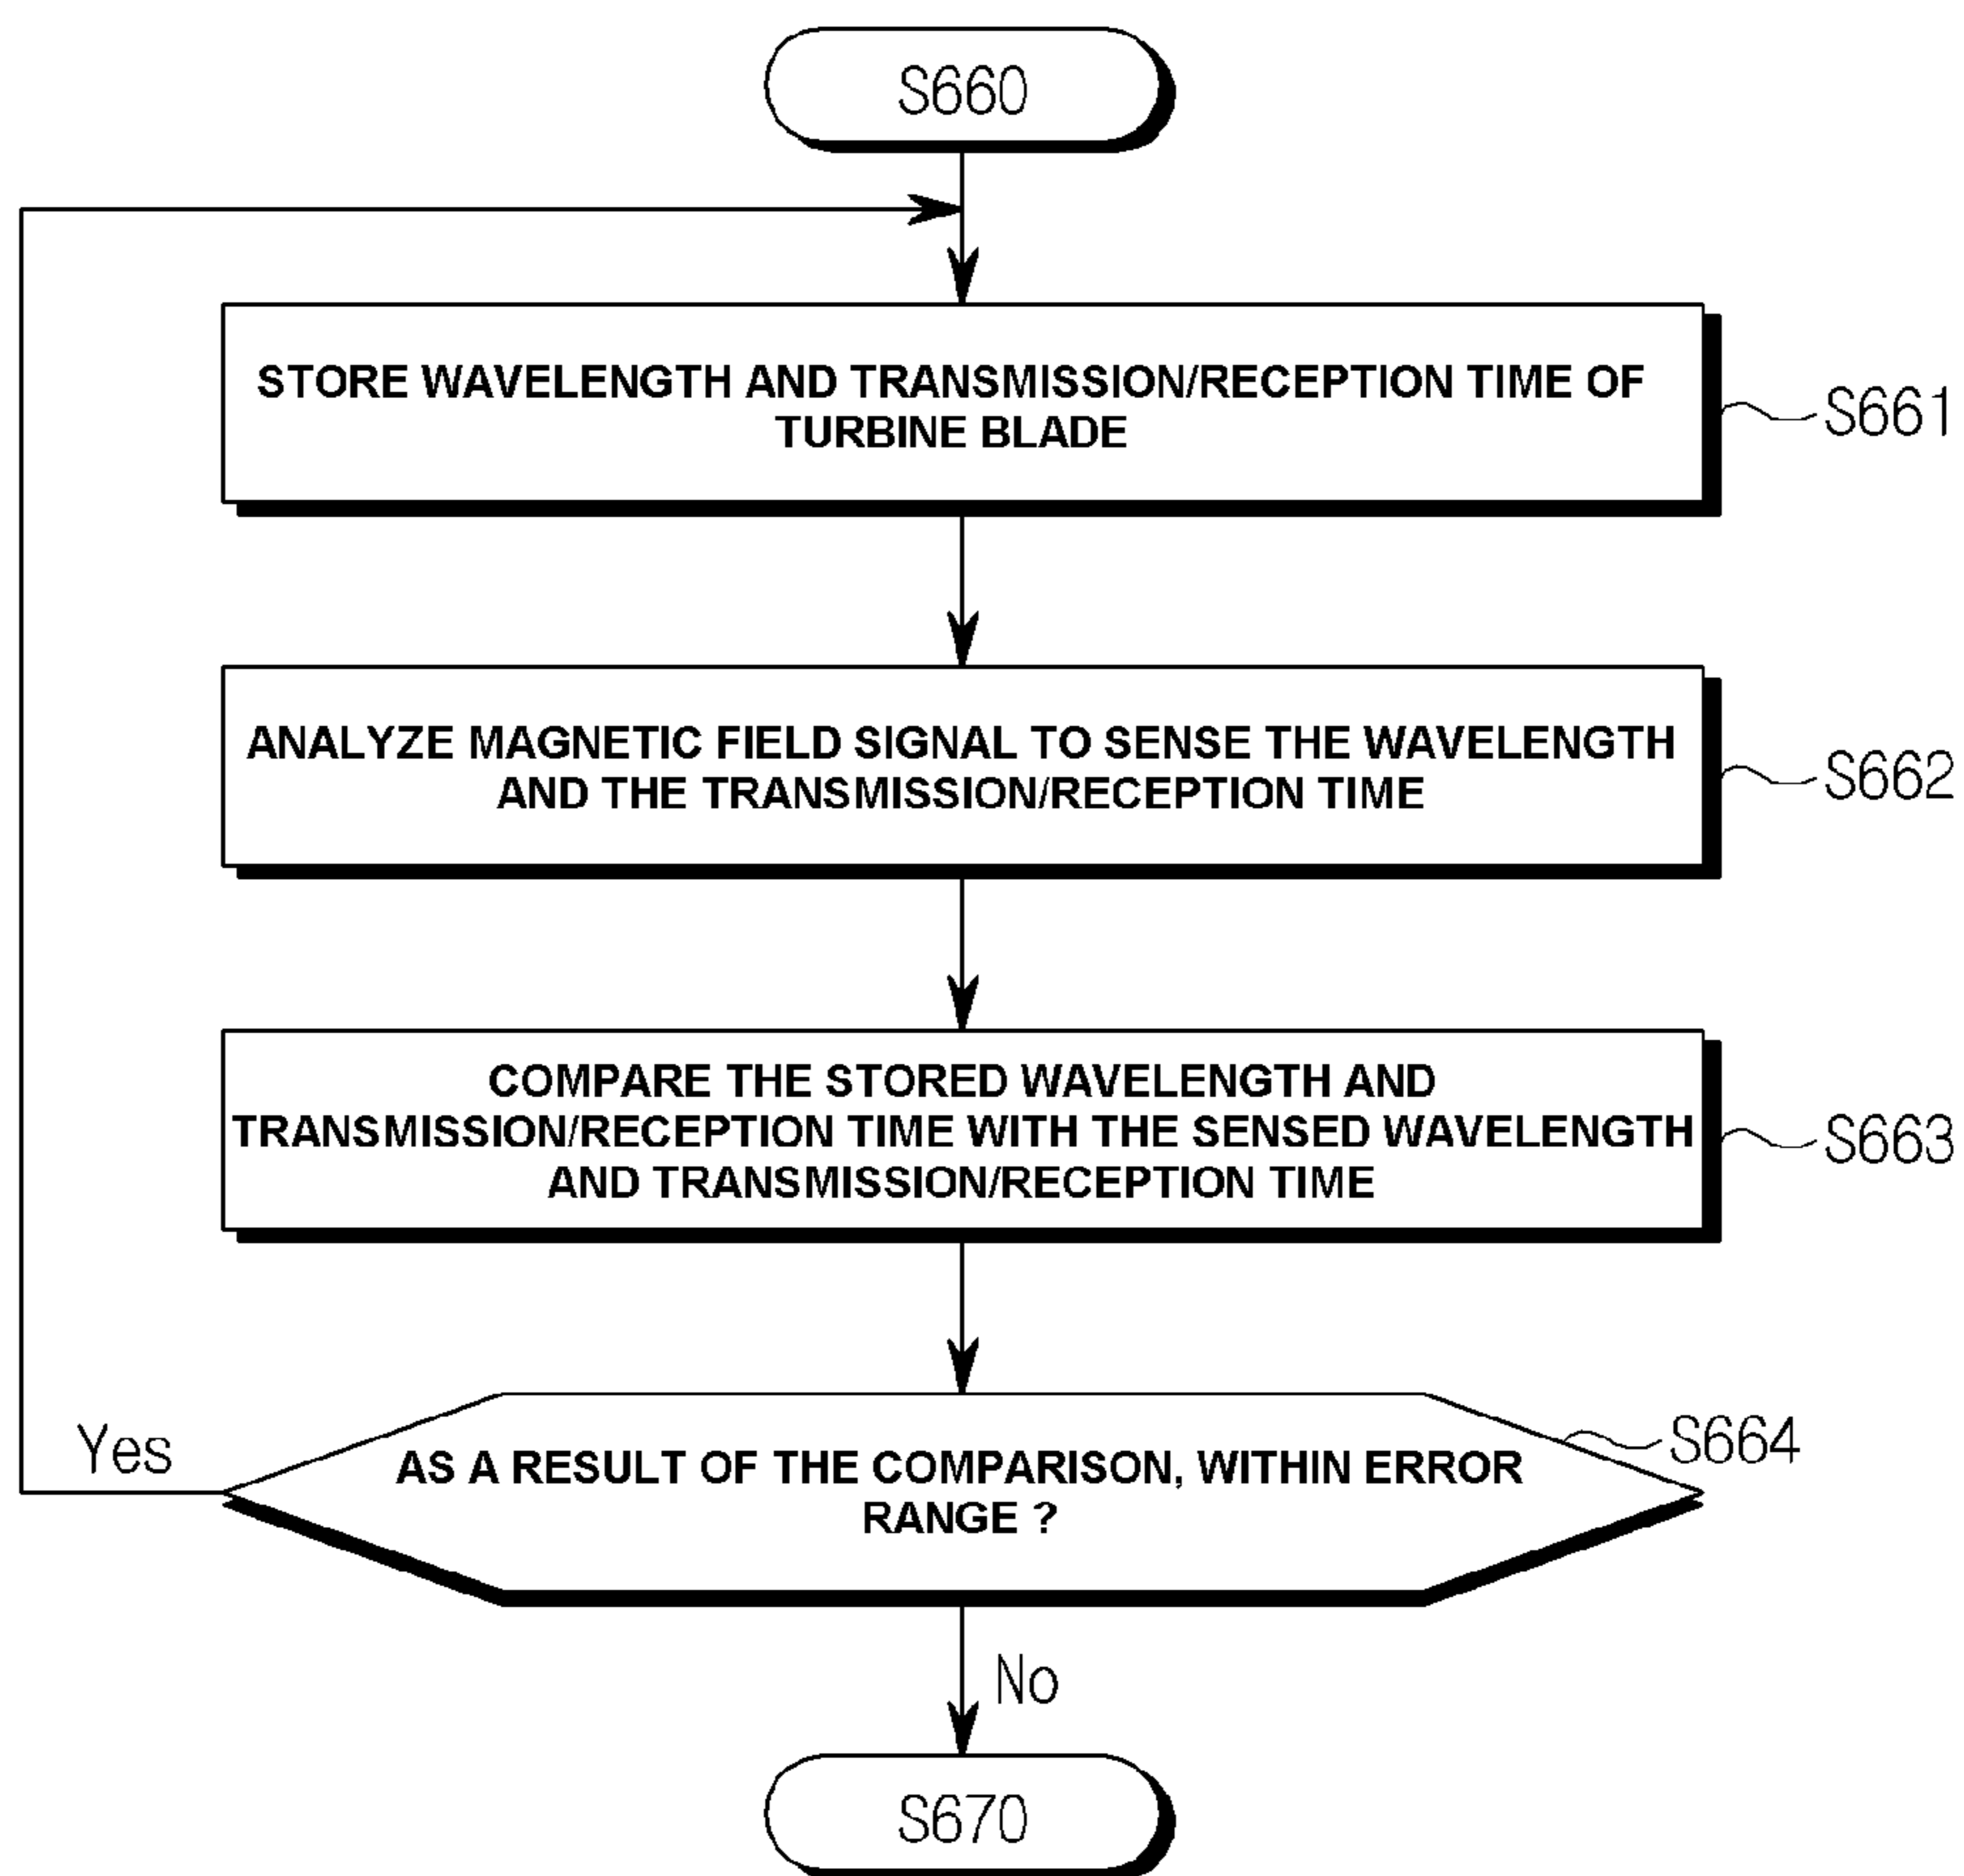 S660
STORE WAVELENGTH AND TRANSMISSION/RECEPTION TIME OF
TURBINE BLADE
S661
ANALYZE MAGNETIC FIELD SIGNAL TO SENSE THE WAVELENGTH
AND THE TRANSMISSION/RECEPTION TIME
S662
COMPARE THE STORED WAVELENGTH AND
TRANSMISSION/RECEPTION TIME WITH THE SENSED WAVELENGTH
AND TRANSMISSION/RECEPTION TIME
S663
Yes
AS A RESULT OF THE COMPARISON, WITHIN ERROR
RANGE ?
S664
No
S670